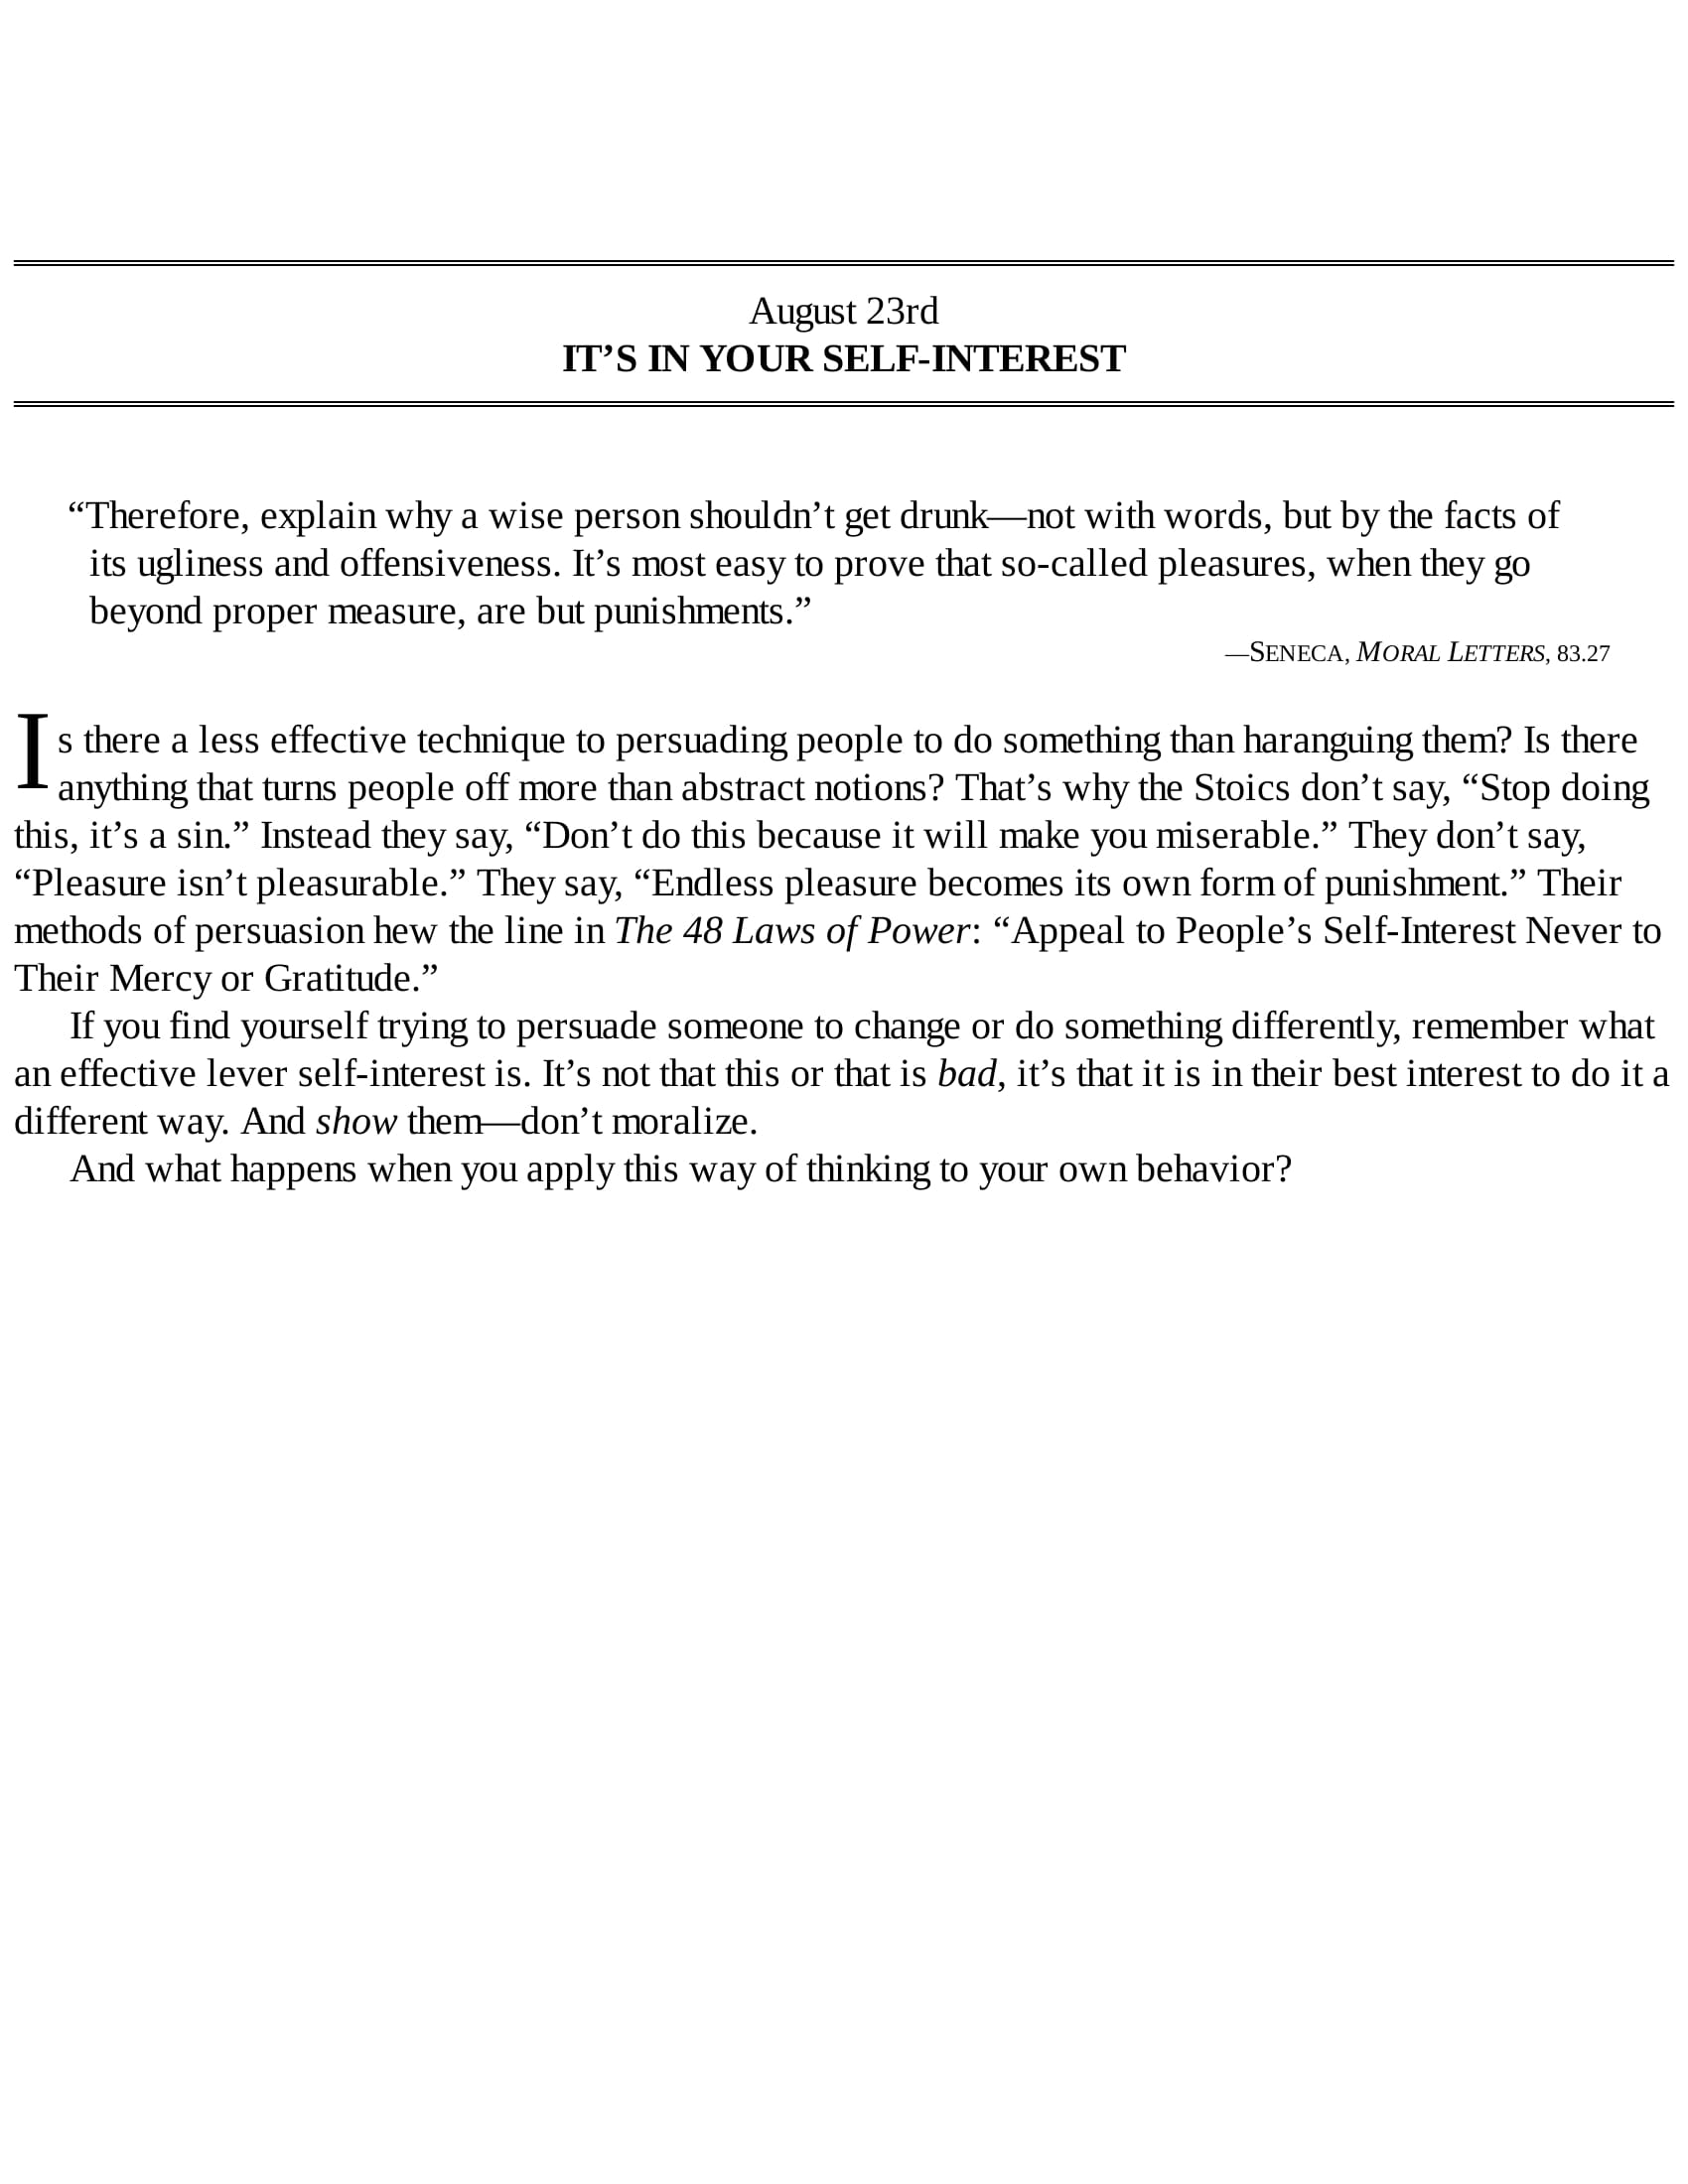 August 23rd
IT’S IN YOUR SELF-INTEREST
“Therefore, explain why a wise person shouldn’t get drunk—not with words, but by the facts of
its ugliness and offensiveness. It’s most easy to prove that so-called pleasures, when they go
beyond proper measure, are but punishments.”
—SENECA, MORAL LETTERS, 83.27
Is there a less effective technique to persuading people to do something than haranguing them? Is there
anything that turns people off more than abstract notions? That’s why the Stoics don’t say, “Stop doing
this, it’s a sin.” Instead they say, “Don’t do this because it will make you miserable.” They don’t say,
“Pleasure isn’t pleasurable.” They say, “Endless pleasure becomes its own form of punishment.” Their
methods of persuasion hew the line in The 48 Laws of Power: “Appeal to People’s Self-Interest Never to
Their Mercy or Gratitude.”
If you find yourself trying to persuade someone to change or do something differently, remember what
an effective lever self-interest is. It’s not that this or that is bad, it’s that it is in their best interest to do it a
different way. And show them—don’t moralize.
And what happens when you apply this way of thinking to your own behavior?